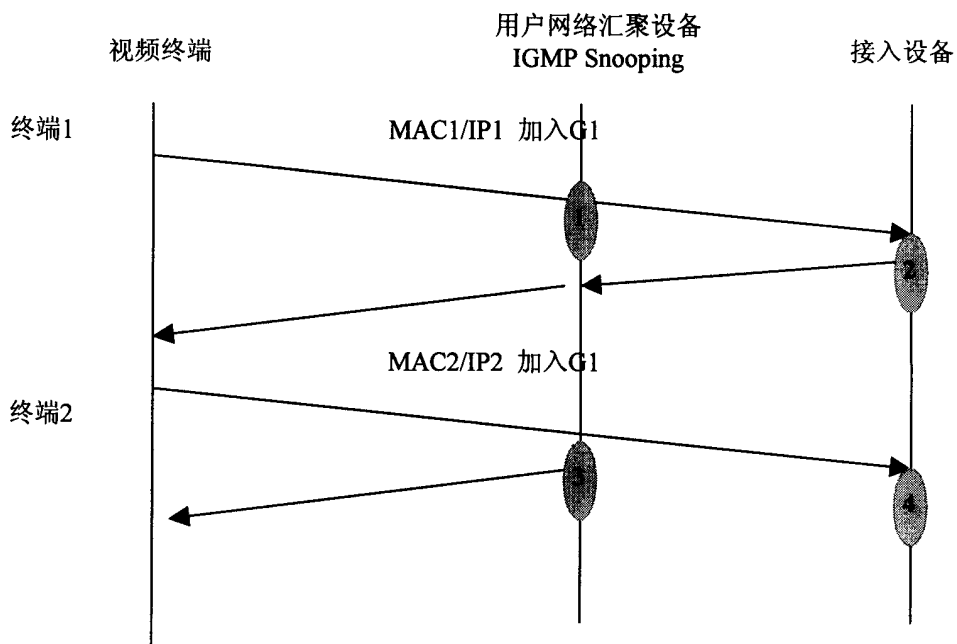 用户网络汇聚设备
视频终端
IGMP Snooping
接入设备
终端1
MAC1/IP1 加入G1
1
2
MAC2/IP2 加入G1
终端2
3
4